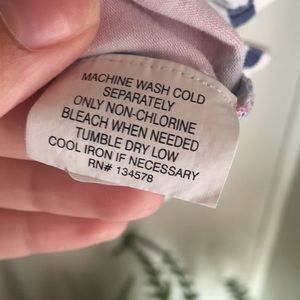 MACHINE WASH COLD
SEPARATELY
ONLY NON-CHLORINE
BLEACH WHEN NEEDED
TUMBLE DRY LOW
COOL IRON IF NECESSARY
RN# 134578